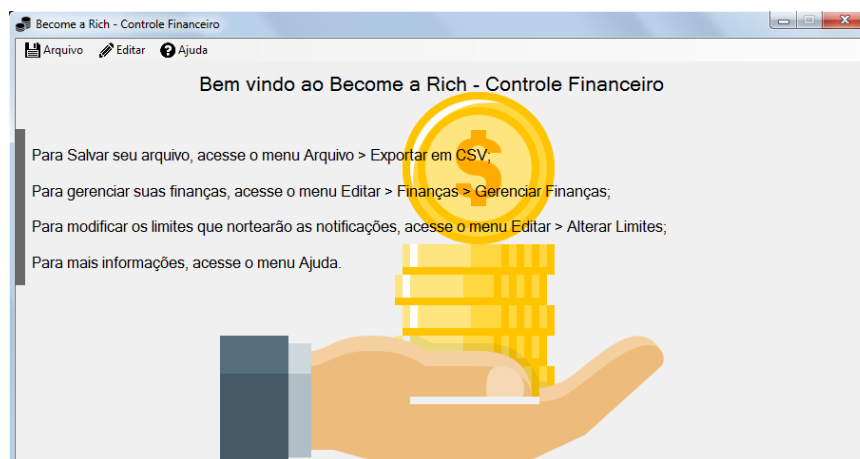 Become a Rich - Controle Financeiro
Arquivo Editar Ajuda
Bem vindo ao Become a Rich - Controle Financeiro
Para Salvar seu arquivo, acesse o menu Arquivo > Exportar em CSV;
Para gerenciar suas finanças, acesse o menu Editar > Finanças > Gerenciar Finanças;
Para modificar os limites que nortearão as notificações, acesse o menu Editar > Alterar Limites;
Para mais informações, acesse o menu Ajuda.
$